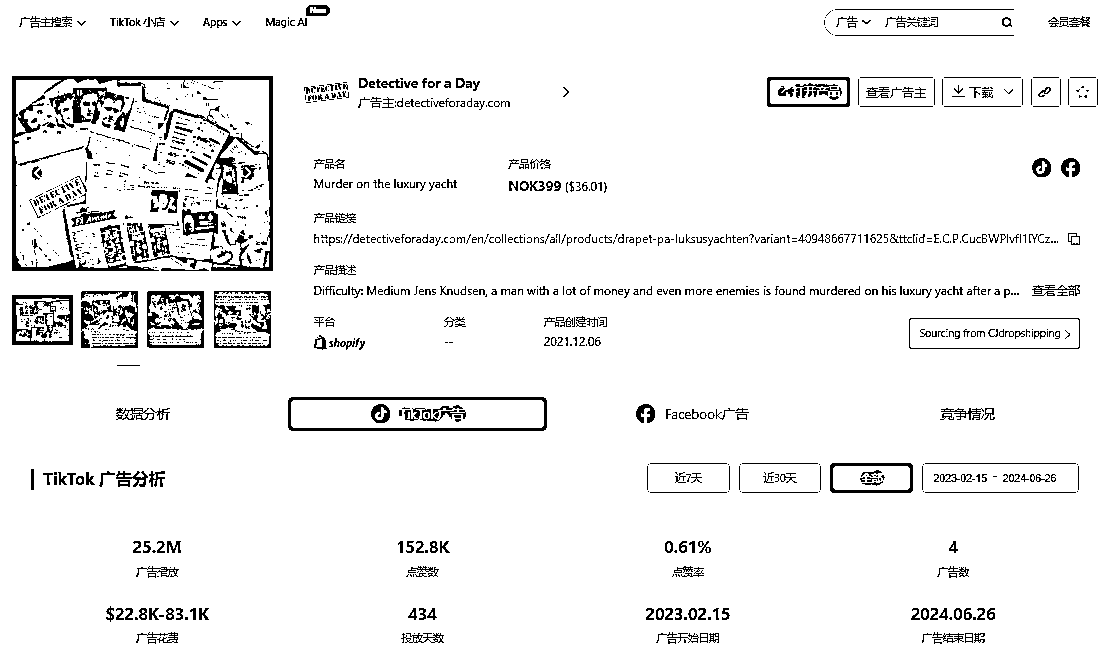 广告主搜索
TikTok 小店
Apps
Magic AI
New
广告
广告关键词
会员套餐
DETECTIVE FOR A DAY
Detective for a Day
广告主:detectiveforaday.com
查看广告主
下载
产品名
产品价格
Murder on the luxury yacht
NOK399 ($36.01)
产品链接
https://detectiveforaday.com/en/collections/all/products/drapet-pa-luksusyachten?variant=40948667711625&ttclid=E.C.P.CucBWPIvfl1lYCz...
产品描述
Difficulty: Medium Jens Knudsen, a man with a lot of money and even more enemies is found murdered on his luxury yacht after a p...
查看全部
平台
分类
产品创建时间
shopify
--
2021.12.06
Sourcing from CJdropshipping
数据分析
TikTok广告
Facebook广告
竞争情况
TikTok 广告分析
近7天
近30天
全部
2023-02-15 - 2024-06-26
25.2M
152.8K
0.61%
4
广告播放
点赞数
点赞率
广告数
$22.8K-83.1K
434
2023.02.15
2024.06.26
广告花费
投放天数
广告开始日期
广告结束日期